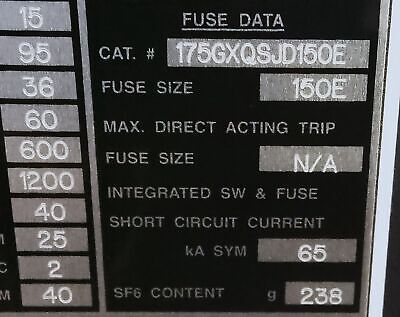 15
95
36
60
600
1200
40
M 25
C 2
M 40
FUSE DATA
CAT. # 175GXQSJD150E
FUSE SIZE 150E
MAX. DIRECT ACTING TRIP
FUSE SIZE N/A
INTEGRATED SW & FUSE
SHORT CIRCUIT CURRENT
kA SYM 65
SF6 CONTENT g 238